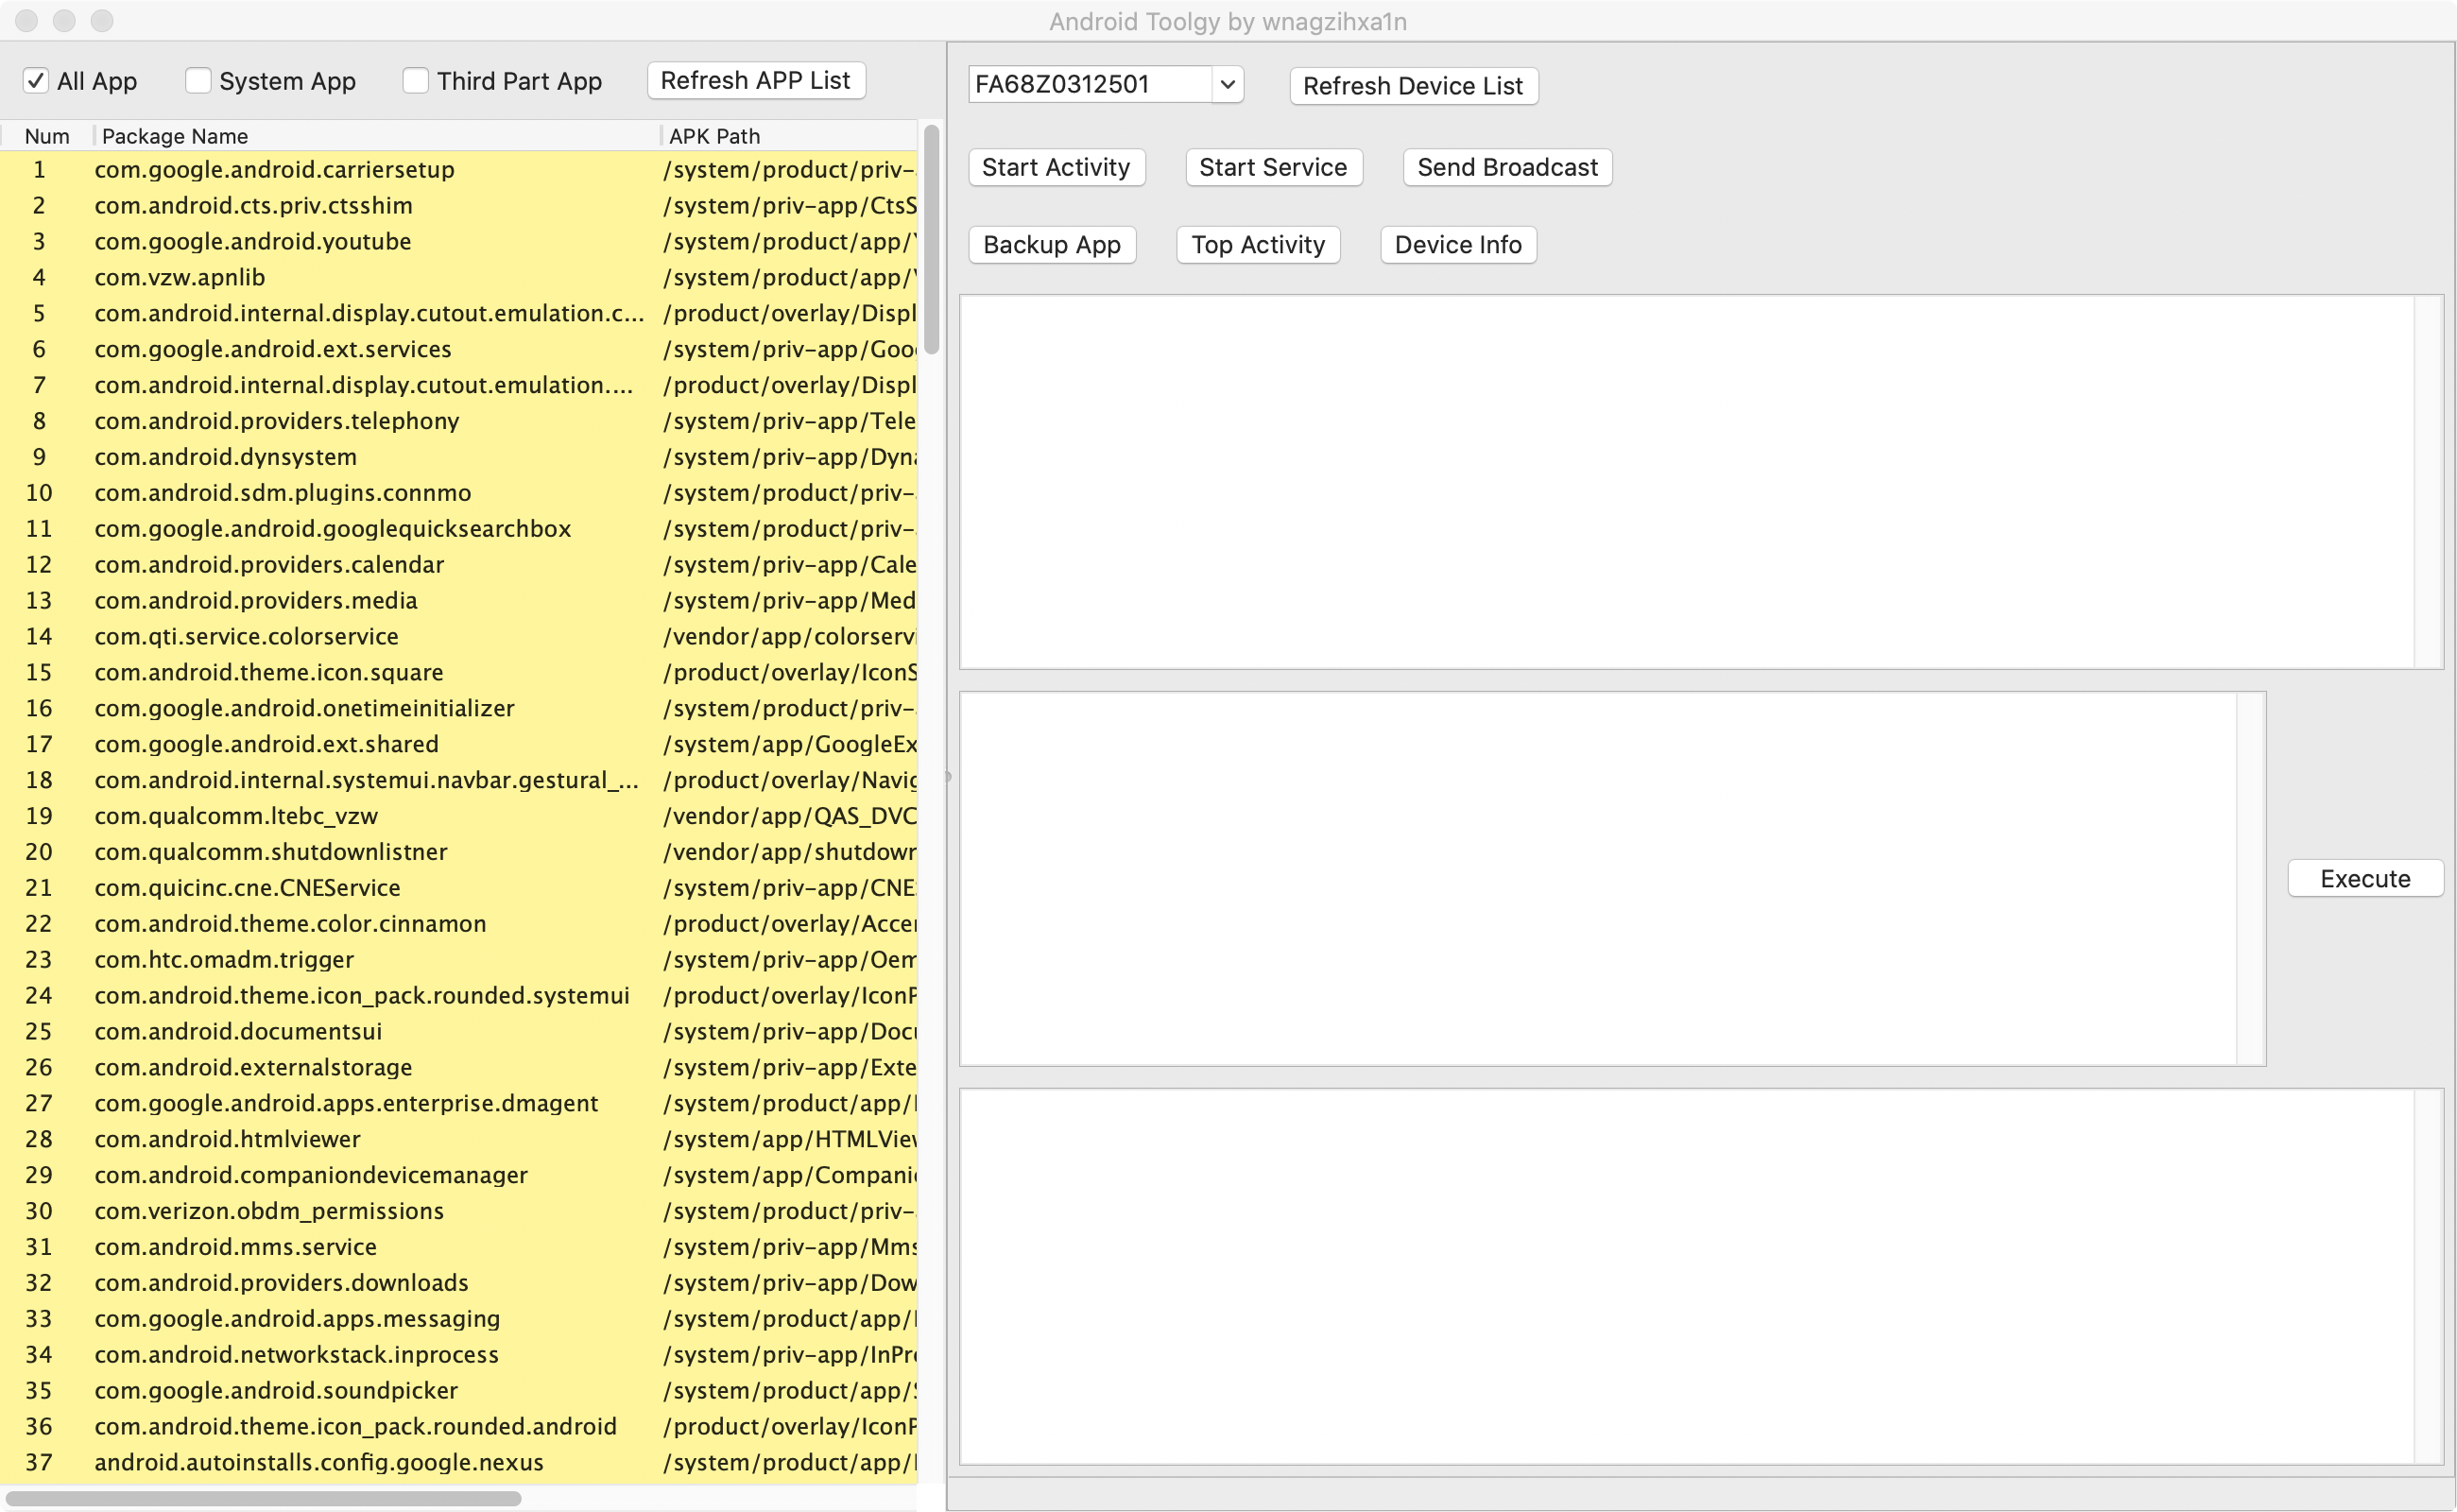 Android Toolgy by wnagzihxa1n
All App System App Third Part App Refresh APP List
Num Package Name APK Path
1 com.google.android.carriersetup /system/product/priv-
2 com.android.cts.priv.ctsshim /system/priv-app/CtsS
3 com.google.android.youtube /system/product/app/
4 com.vzw.apnlib /system/product/app/
5 com.android.internal.display.cutout.emulation.c... /product/overlay/Displ
6 com.google.android.ext.services /system/priv-app/Goo
7 com.android.internal.display.cutout.emulation.... /product/overlay/Displ
8 com.android.providers.telephony /system/priv-app/Tele
9 com.android.dynsystem /system/priv-app/Dyn
10 com.android.sdm.plugins.connmo /system/product/priv-
11 com.google.android.googlequicksearchbox /system/product/priv-
12 com.android.providers.calendar /system/priv-app/Cale
13 com.android.providers.media /system/priv-app/Med
14 com.qti.service.colorservice /vendor/app/colorservi
15 com.android.theme.icon.square /product/overlay/IconS
16 com.google.android.onetimeinitializer /system/product/priv-
17 com.google.android.ext.shared /system/app/GoogleEx
18 com.android.internal.systemui.navbar.gestural_... /product/overlay/Navig
19 com.qualcomm.ltebc_vzw /vendor/app/QAS_DVC
20 com.qualcomm.shutdownlistner /vendor/app/shutdown
21 com.quicinc.cne.CNEService /system/priv-app/CNE
22 com.android.theme.color.cinnamon /product/overlay/Accen
23 com.htc.omadm.trigger /system/priv-app/Oem
24 com.android.theme.icon_pack.rounded.systemui /product/overlay/IconP
25 com.android.documentsui /system/priv-app/Docu
26 com.android.externalstorage /system/priv-app/Exte
27 com.google.android.apps.enterprise.dmagent /system/product/app/
28 com.android.htmlviewer /system/app/HTMLView
29 com.android.companiondevicemanager /system/app/Compani
30 com.verizon.obdm_permissions /system/product/priv-
31 com.android.mms.service /system/priv-app/Mms
32 com.android.providers.downloads /system/priv-app/Dow
33 com.google.android.apps.messaging /system/product/app/
34 com.android.networkstack.inprocess /system/priv-app/InPr
35 com.google.android.soundpicker /system/product/app/
36 com.android.theme.icon_pack.rounded.android /product/overlay/IconP
37 android.autoinstalls.config.google.nexus /system/product/app/
FA68Z0312501 Refresh Device List
Start Activity Start Service Send Broadcast
Backup App Top Activity Device Info
Execute